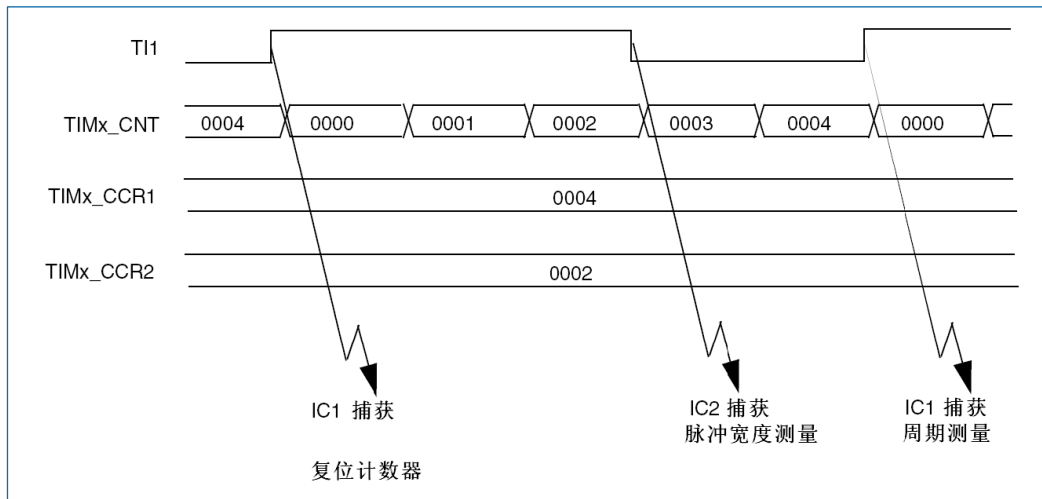 TI1
TIMx_CNT
0004 0000 0001 0002 0003 0004 0000
TIMx_CCR1
0004
TIMx_CCR2
0002
IC1 捕获
复位计数器
IC2 捕获
脉冲宽度测量
IC1 捕获
周期测量